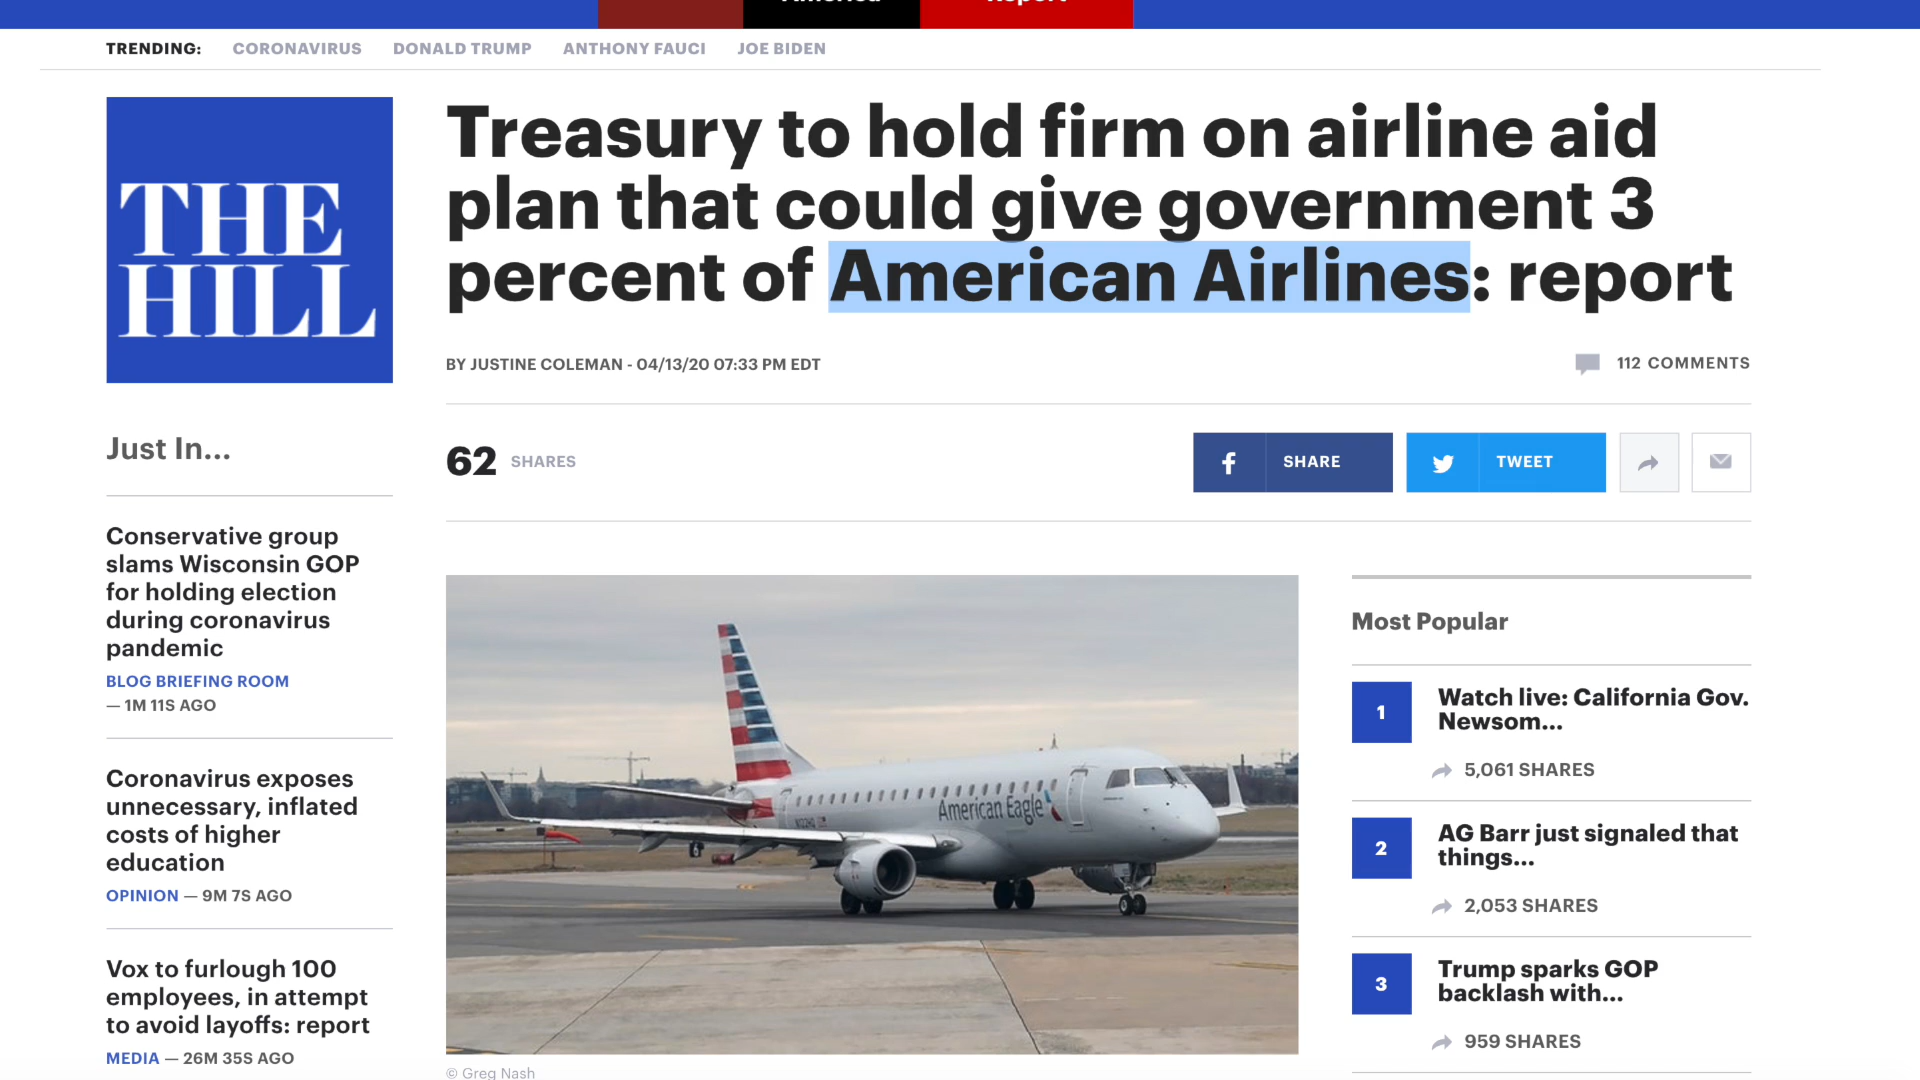 TRENDING: CORONAVIRUS DONALD TRUMP ANTHONY FAUCI JOE BIDEN
THE
HILL
Treasury to hold firm on airline aid
plan that could give government 3
percent of American Airlines: report
BY JUSTINE COLEMAN - 04/13/20 07:33 PM EDT
112 COMMENTS
62 SHARES
SHARE
TWEET
Just In...
Conservative group
slams Wisconsin GOP
for holding election
during coronavirus
pandemic
BLOG BRIEFING ROOM
— 1M 11S AGO
Coronavirus exposes
unnecessary, inflated
costs of higher
education
OPINION — 9M 7S AGO
Vox to furlough 100
employees, in attempt
to avoid layoffs: report
MEDIA — 26M 35S AGO
American Eagle
© Greg Nash
Most Popular
1
Watch live: California Gov.
Newsom...
5,061 SHARES
2
AG Barr just signaled that
things...
2,053 SHARES
3
Trump sparks GOP
backlash with...
959 SHARES